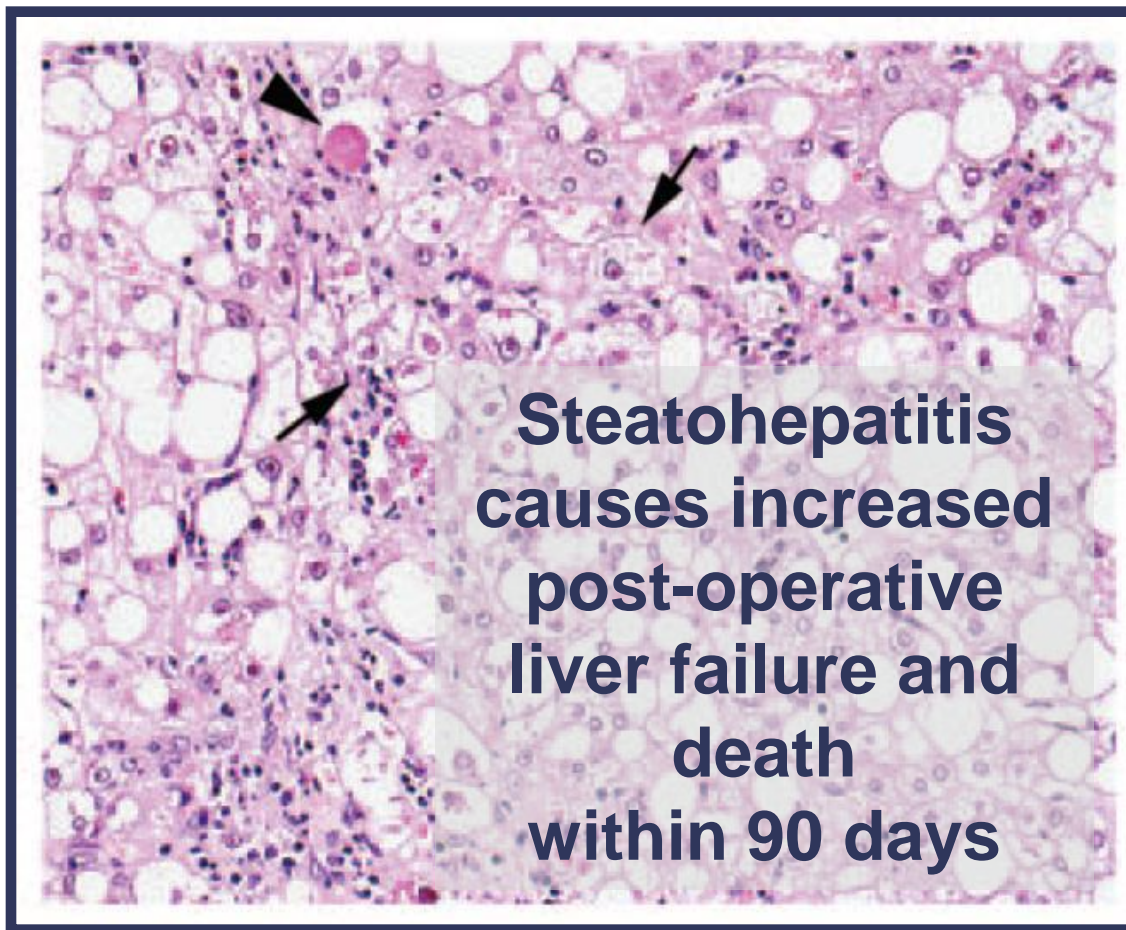 Steatohepatitis
causes increased
post-operative
liver failure and
death
within 90 days